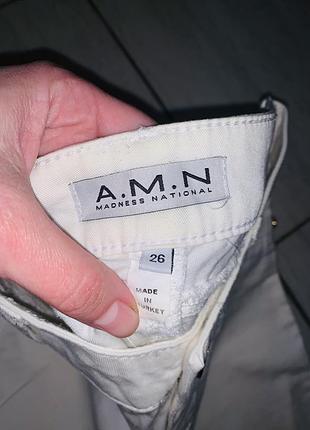 A.M.N
MADNESS NATIONAL
26
MADE
IN
TURKEY